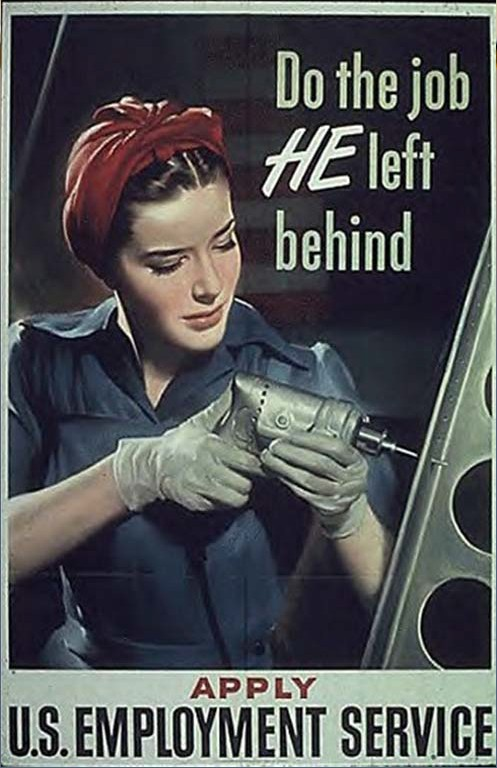 Do the job
HE left
behind
APPLY
U.S. EMPLOYMENT SERVICE